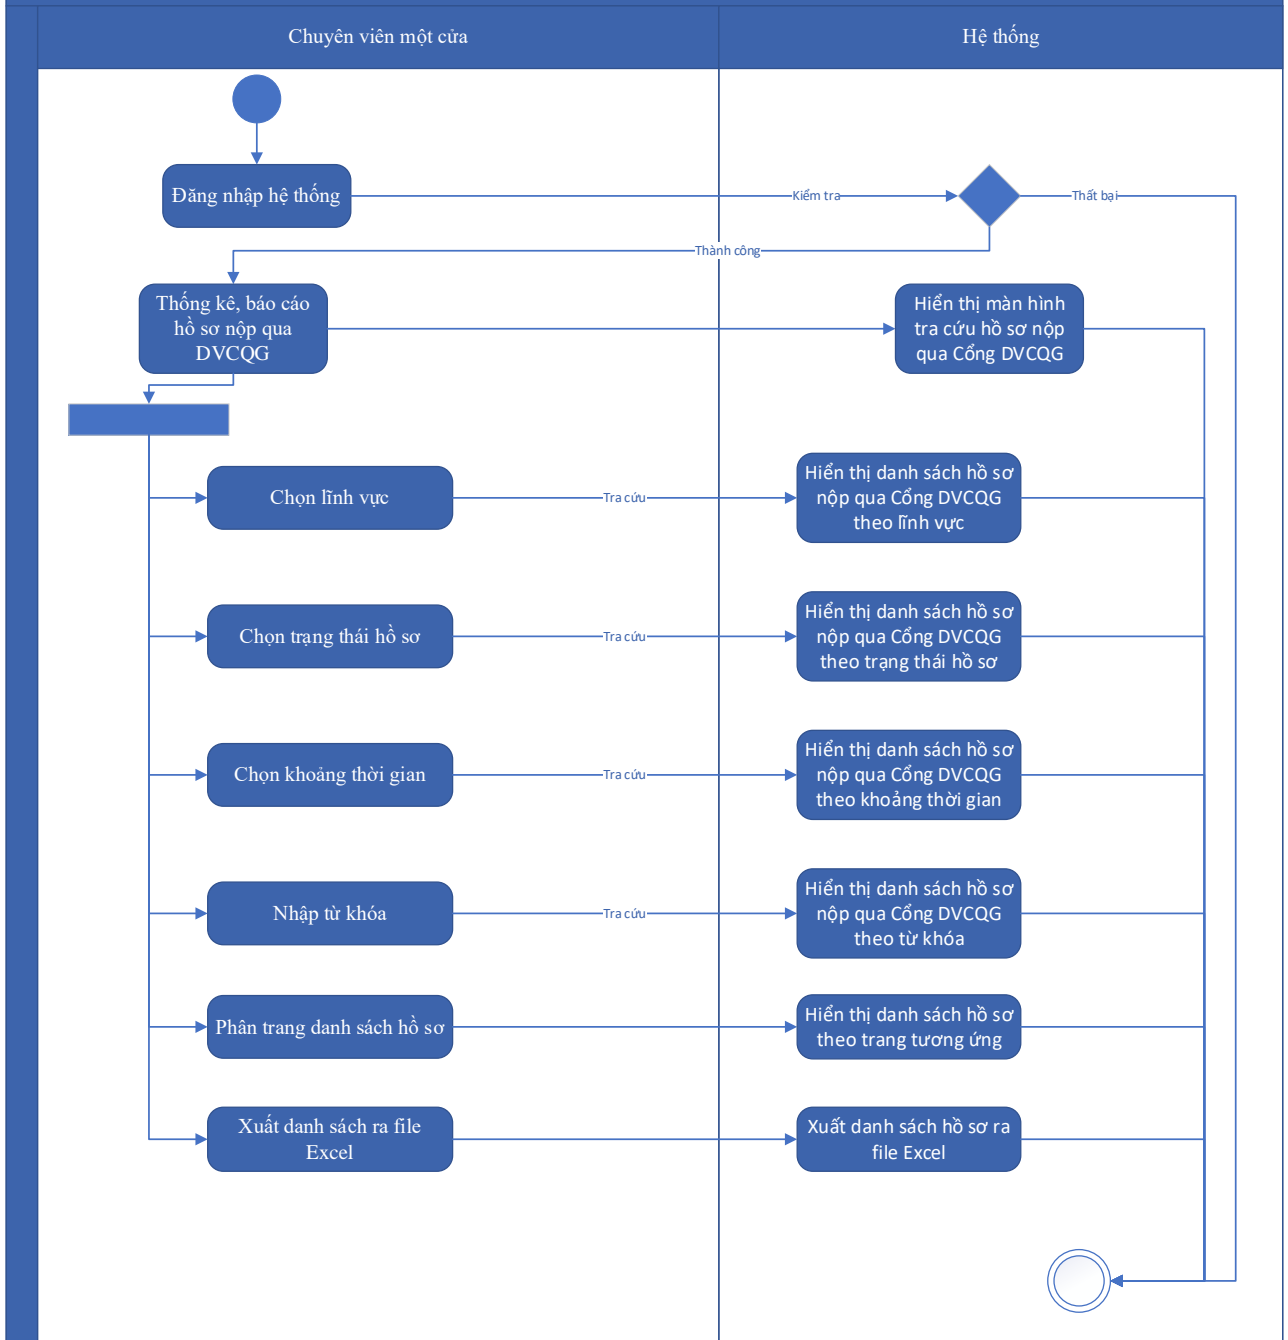 Chuyên viên một cửa
Hệ thống
Đăng nhập hệ thống
Kiểm tra
Thất bại
Thành công
Thống kê, báo cáo
hồ sơ nộp qua
DVCQG
Hiển thị màn hình
tra cứu hồ sơ nộp
qua Cổng DVCQG
Chọn lĩnh vực
Tra cứu
Hiển thị danh sách hồ sơ
nộp qua Cổng DVCQG
theo lĩnh vực
Chọn trạng thái hồ sơ
Tra cứu
Hiển thị danh sách hồ sơ
nộp qua Cổng DVCQG
theo trạng thái hồ sơ
Chọn khoảng thời gian
Tra cứu
Hiển thị danh sách hồ sơ
nộp qua Cổng DVCQG
theo khoảng thời gian
Nhập từ khóa
Tra cứu
Hiển thị danh sách hồ sơ
nộp qua Cổng DVCQG
theo từ khóa
Phân trang danh sách hồ sơ
Hiển thị danh sách hồ sơ
theo trang tương ứng
Xuất danh sách ra file
Excel
Xuất danh sách hồ sơ ra
file Excel